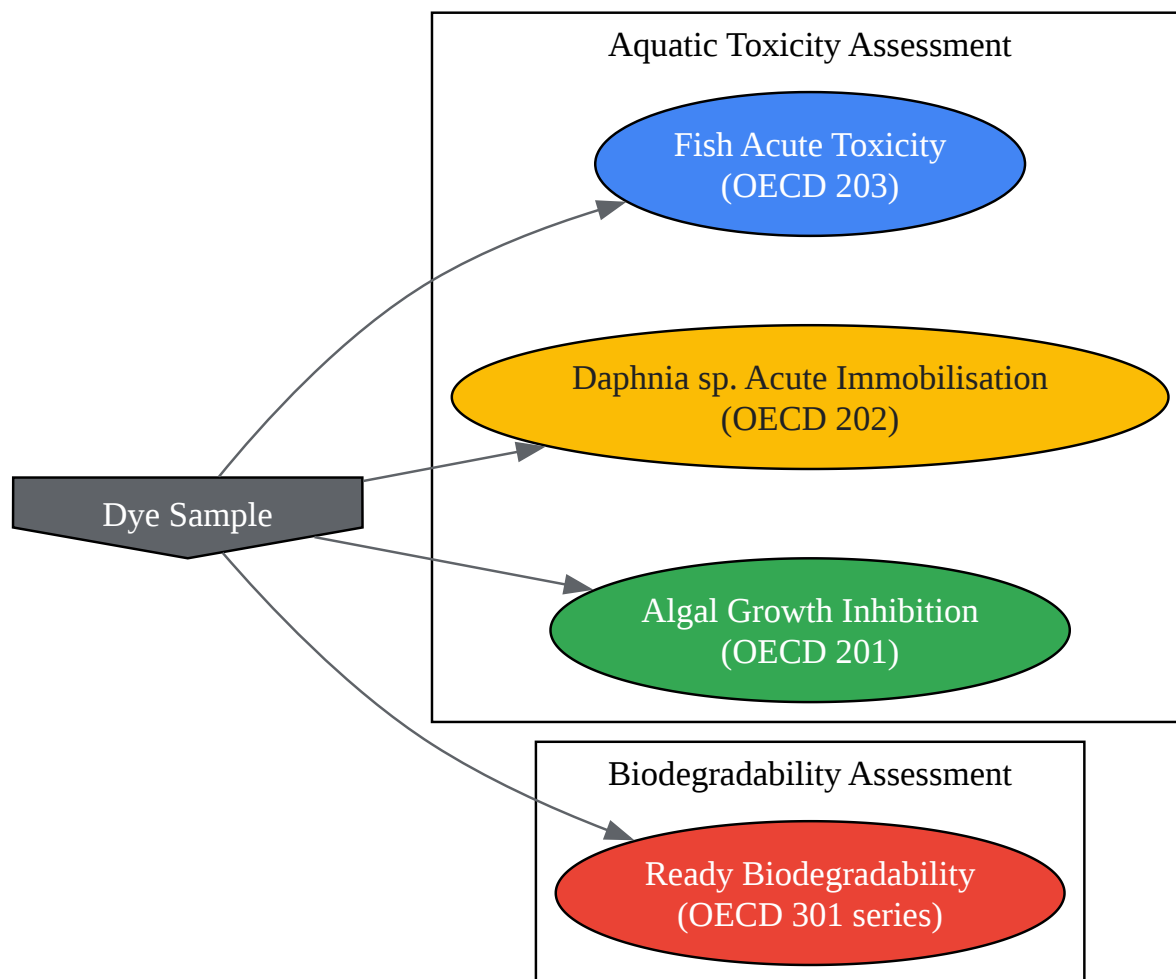 Aquatic Toxicity Assessment
Fish Acute Toxicity
(OECD 203)
Daphnia sp. Acute Immobilisation
(OECD 202)
Dye Sample
Algal Growth Inhibition
(OECD 201)
Biodegradability Assessment
Ready Biodegradability
(OECD 301 series)